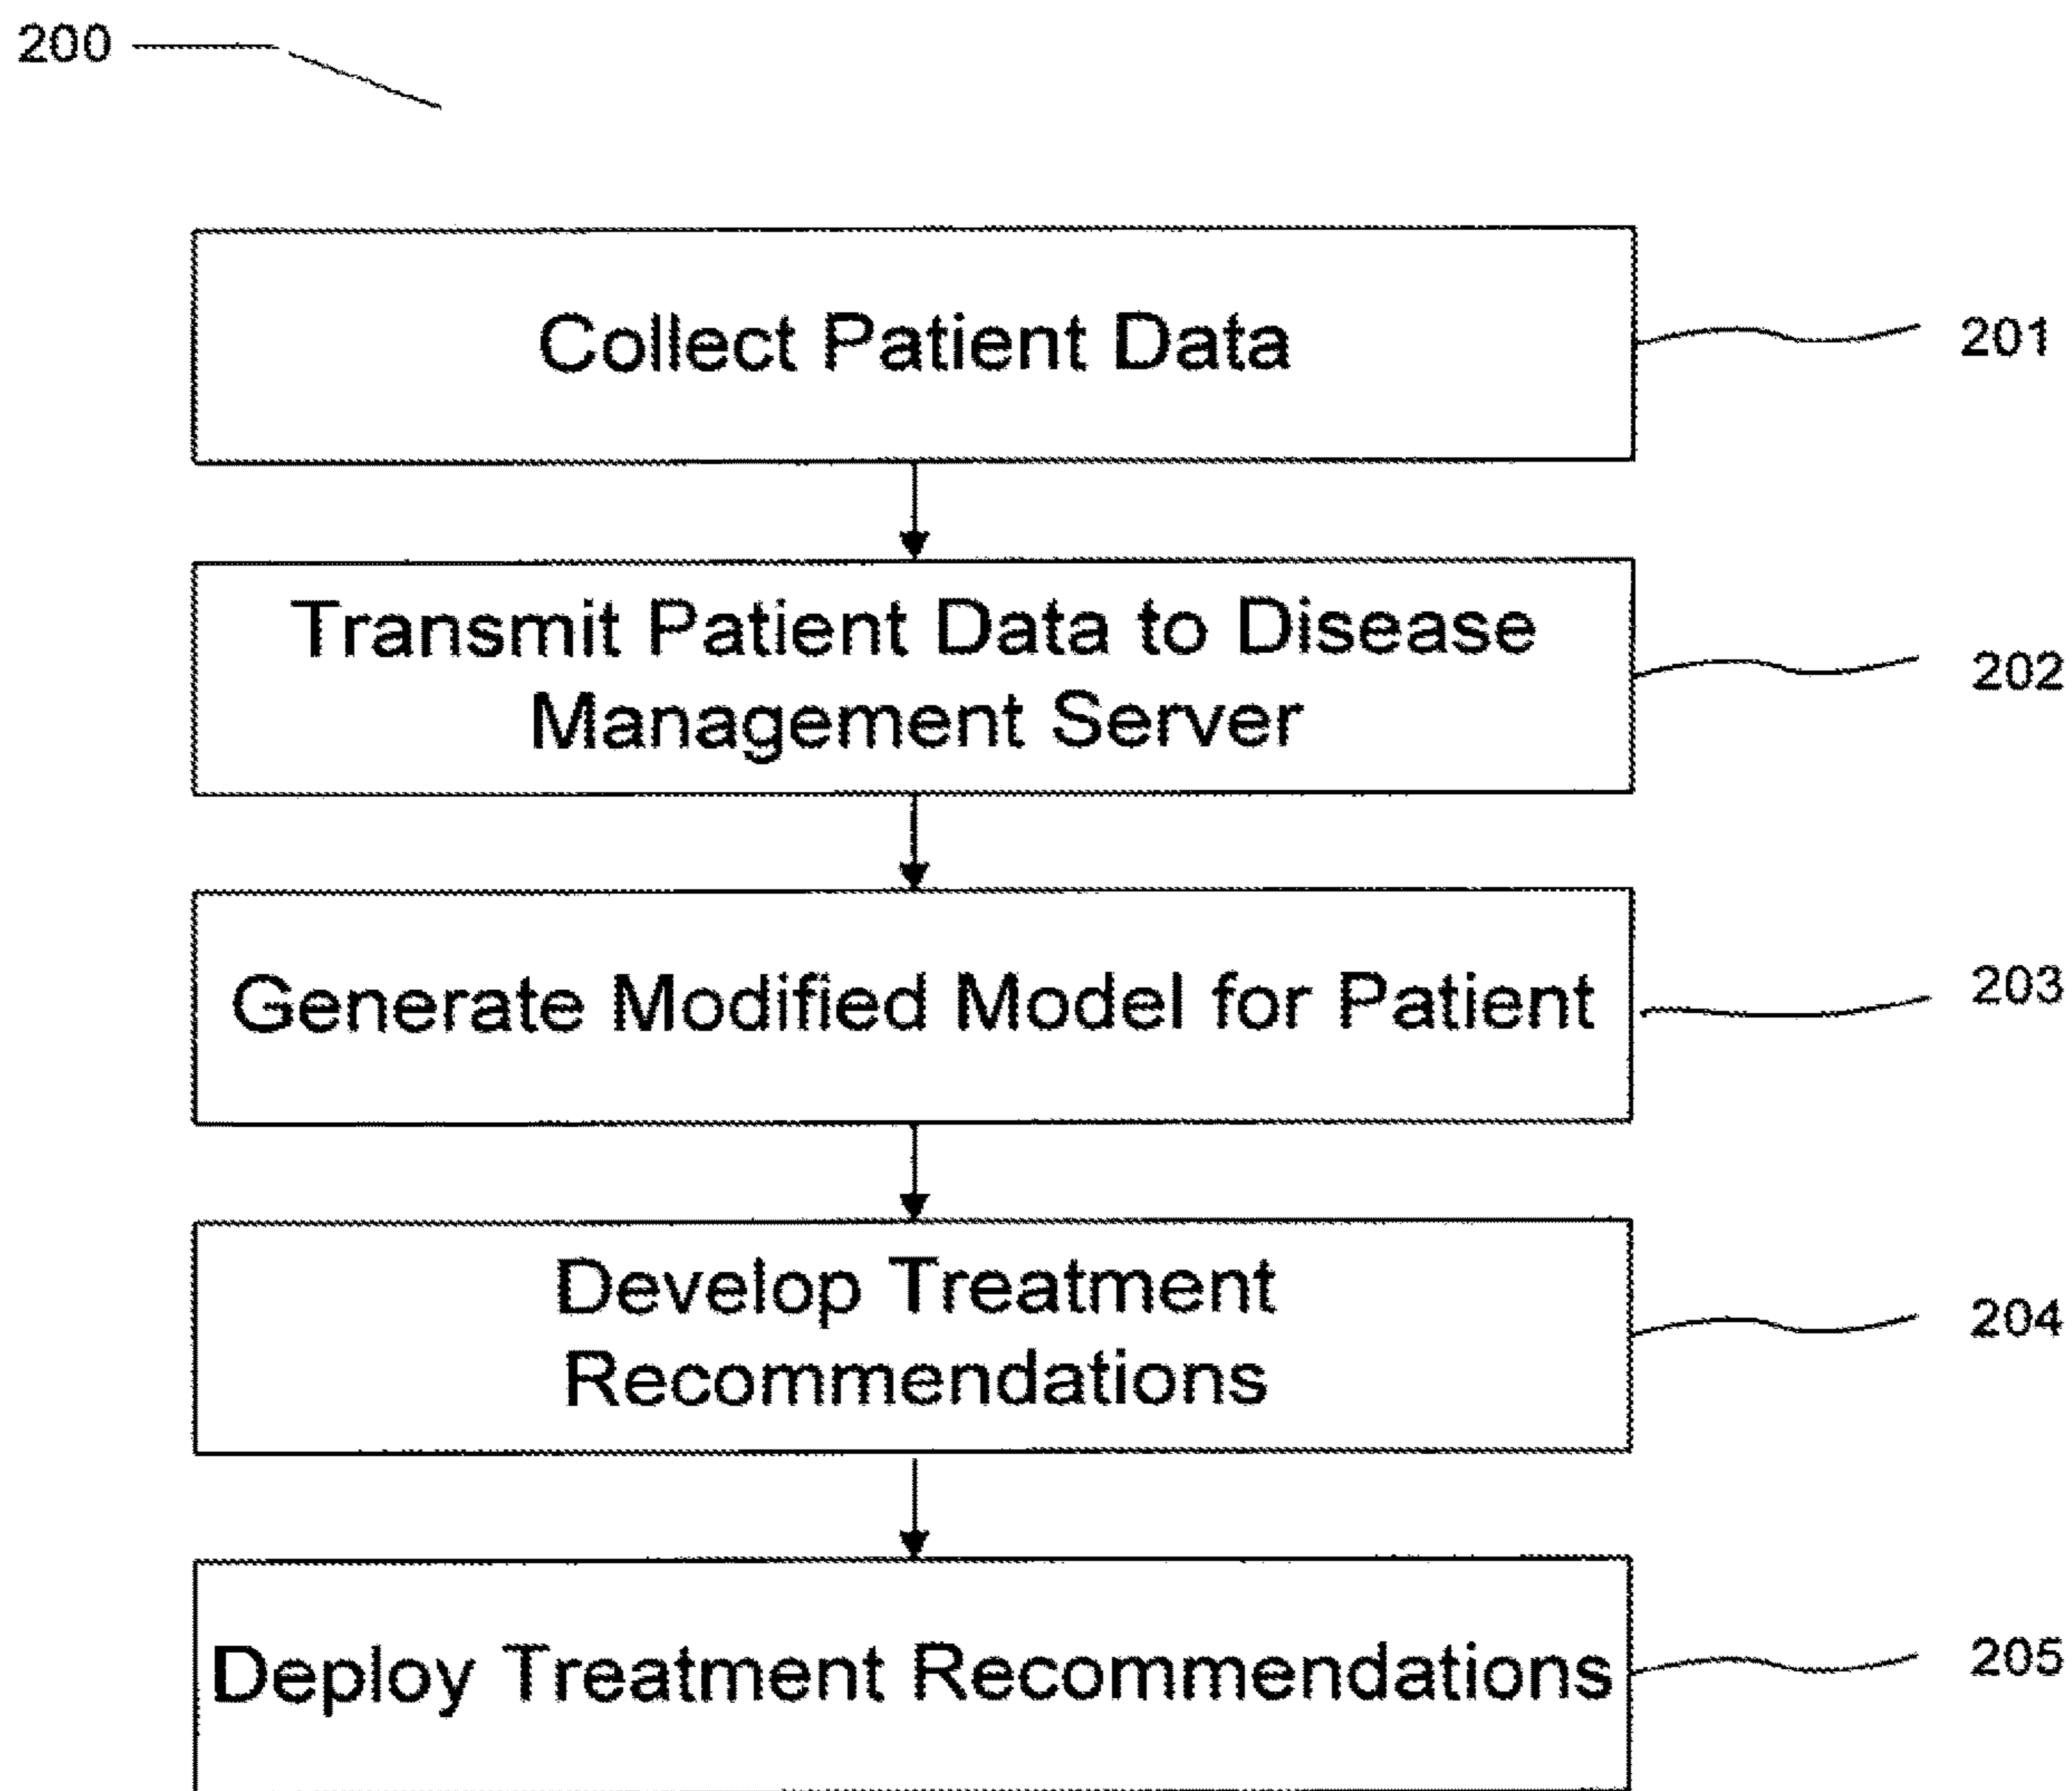 200
Collect Patient Data
201
Transmit Patient Data to Disease
Management Server
202
Generate Modified Model for Patient
203
Develop Treatment
Recommendations
204
Deploy Treatment Recommendations
205